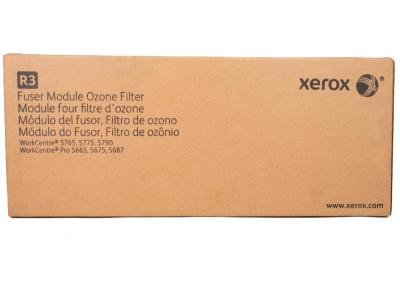 R3
xerox
Fuser Module Ozone Filter
Module four filtre d'ozone
Módulo del fusor, Filtro de ozono
Módulo do Fusor, Filtro de ozônio
WorkCentre® 5765, 5775, 5790
WorkCentre® Pro 5665, 5675, 5687
www.xerox.com